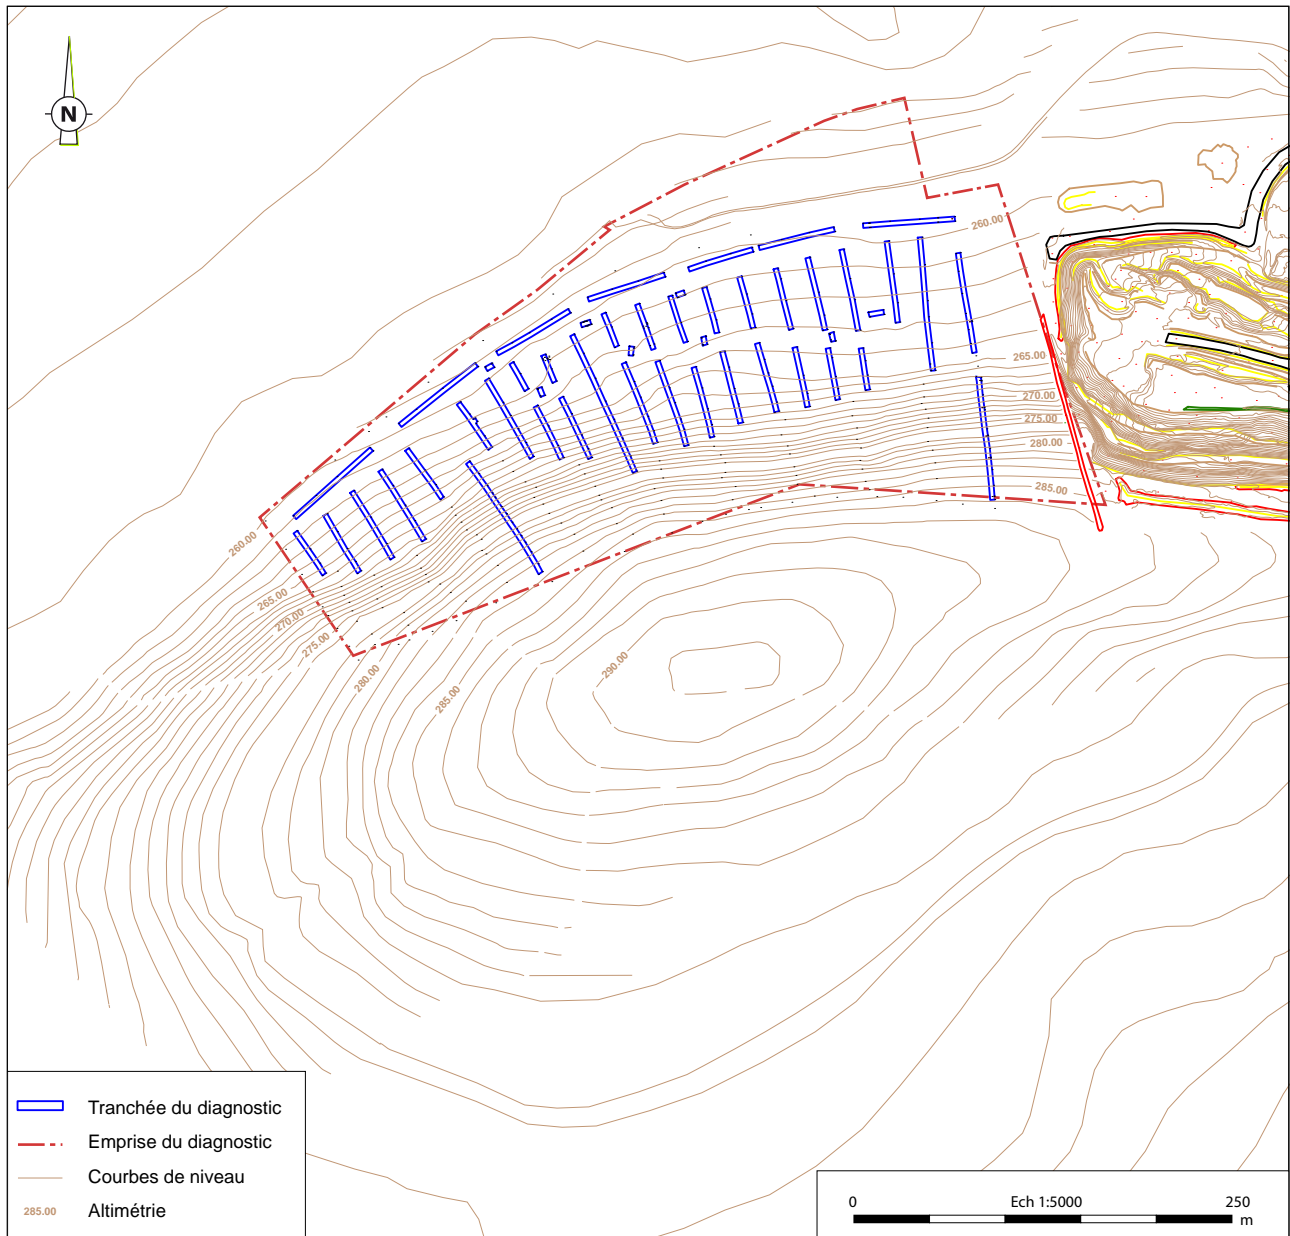 N
260.00
265.00
270.00
275.00
280.00
285.00
260.00
265.00
270.00
275.00
280.00
285.00
290.00
Tranchée du diagnostic
Emprise du diagnostic
Courbes de niveau
285.00 Altimétrie
0 Ech 1:5000 250
m